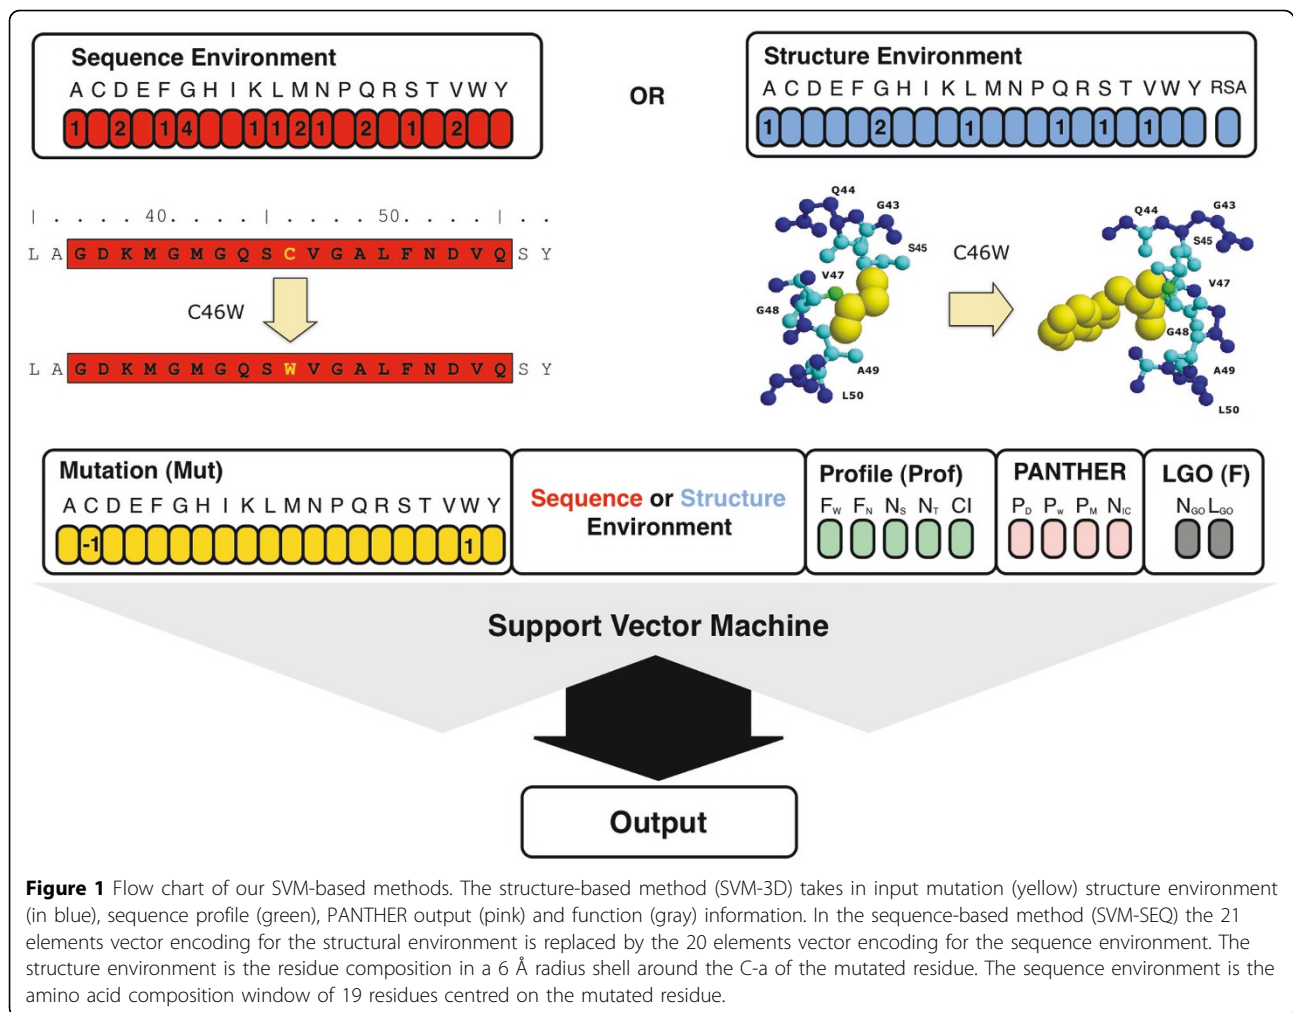 Sequence Environment
A C D E F G H I K L M N P Q R S T V W Y
1 2 1 4 1 1 2 1 2 1 2
OR
Structure Environment
A C D E F G H I K L M N P Q R S T V W Y RSA
1 2 1 1 1 1
| . . . . 40. . . . | . . . . 50. . . . | . .
L A G D K M G M G Q S C V G A L F N D V Q S Y
C46W
L A G D K M G M G Q S W V G A L F N D V Q S Y
Q44
G43
S45
V47
G48
A49
L50
C46W
Q44
G43
S45
V47
G48
A49
L50
Mutation (Mut)
A C D E F G H I K L M N P Q R S T V W Y
-1 1
Sequence or Structure
Environment
Profile (Prof)
FW FN NS NT CI
PANTHER
PD PW PM NIC
LGO (F)
NGO LGO
Support Vector Machine
Output
Figure 1 Flow chart of our SVM-based methods. The structure-based method (SVM-3D) takes in input mutation (yellow) structure environment
(in blue), sequence profile (green), PANTHER output (pink) and function (gray) information. In the sequence-based method (SVM-SEQ) the 21
elements vector encoding for the structural environment is replaced by the 20 elements vector encoding for the sequence environment. The
structure environment is the residue composition in a 6 Å radius shell around the C-a of the mutated residue. The sequence environment is the
amino acid composition window of 19 residues centred on the mutated residue.